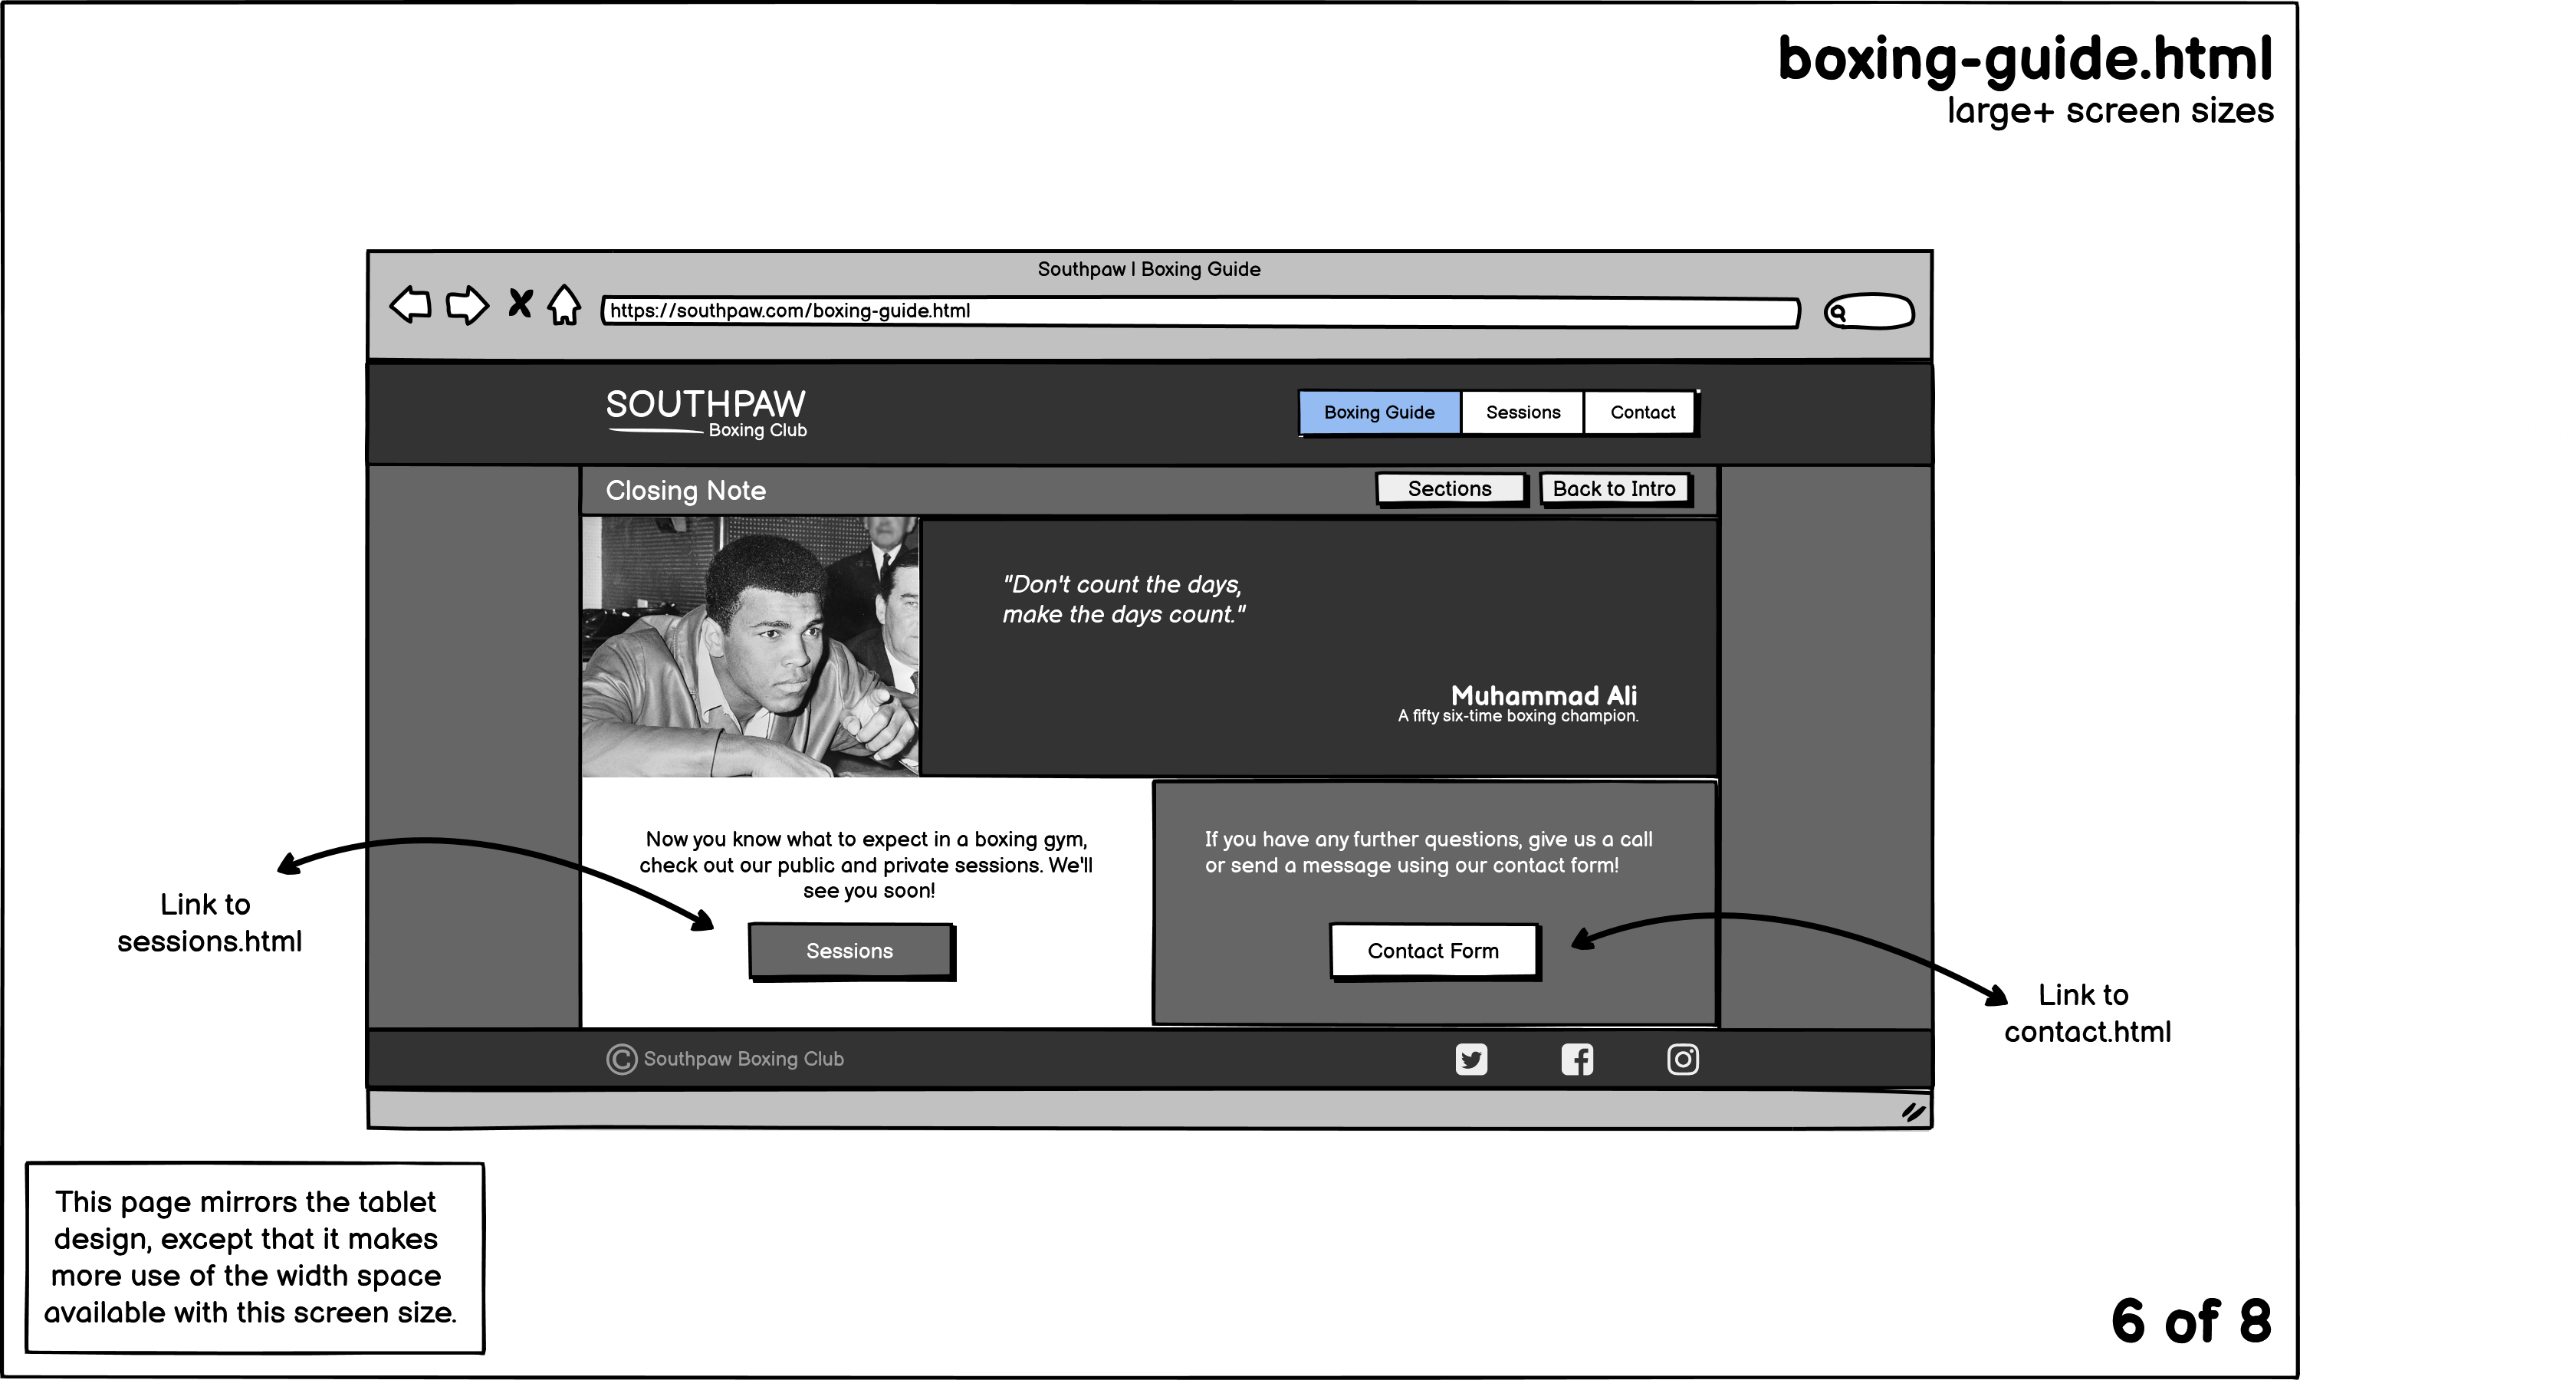 boxing-guide.html
large+ screen sizes
Southpaw | Boxing Guide
https://southpaw.com/boxing-guide.html
SOUTHPAW
Boxing Club
Boxing Guide
Sessions
Contact
Closing Note
Sections
Back to Intro
"Don't count the days,
make the days count."
Muhammad Ali
A fifty six-time boxing champion.
Now you know what to expect in a boxing gym,
check out our public and private sessions. We'll
see you soon!
Sessions
If you have any further questions, give us a call
or send a message using our contact form!
Contact Form
Link to
sessions.html
Link to
contact.html
© Southpaw Boxing Club
This page mirrors the tablet
design, except that it makes
more use of the width space
available with this screen size.
6 of 8